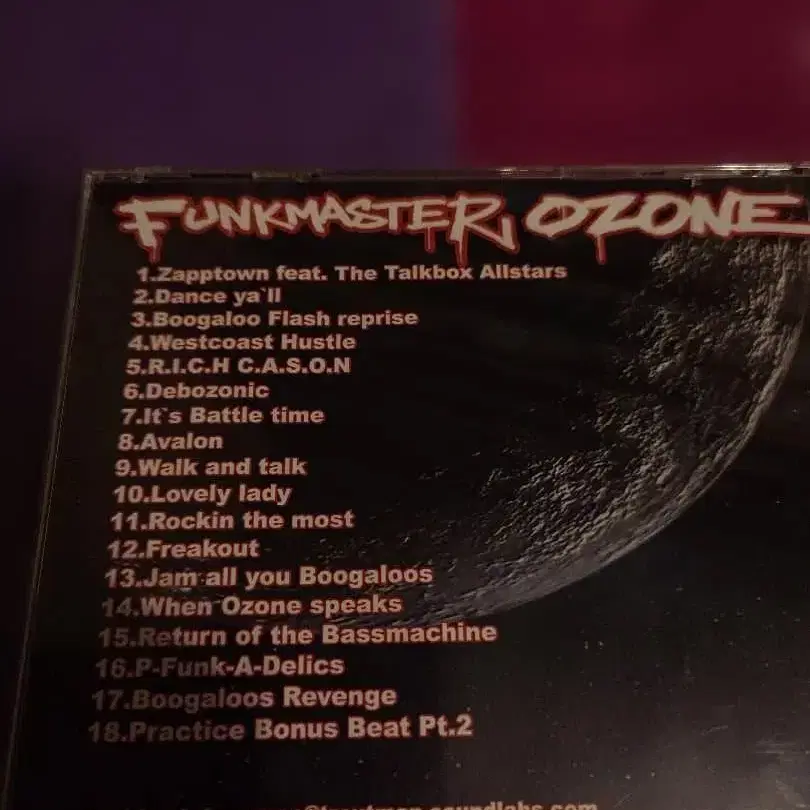 FUNKMASTER OZONE
1.Zapptown feat. The Talkbox Allstars
2.Dance ya`ll
3.Boogaloo Flash reprise
4.Westcoast Hustle
5.R.I.C.H C.A.S.O.N
6.Debozonic
7.It`s Battle time
8.Avalon
9.Walk and talk
10.Lovely lady
11.Rockin the most
12.Freakout
13.Jam all you Boogaloos
14.When Ozone speaks
15.Return of the Bassmachine
16.P-Funk-A-Delics
17.Boogaloos Revenge
18.Practice Bonus Beat Pt.2